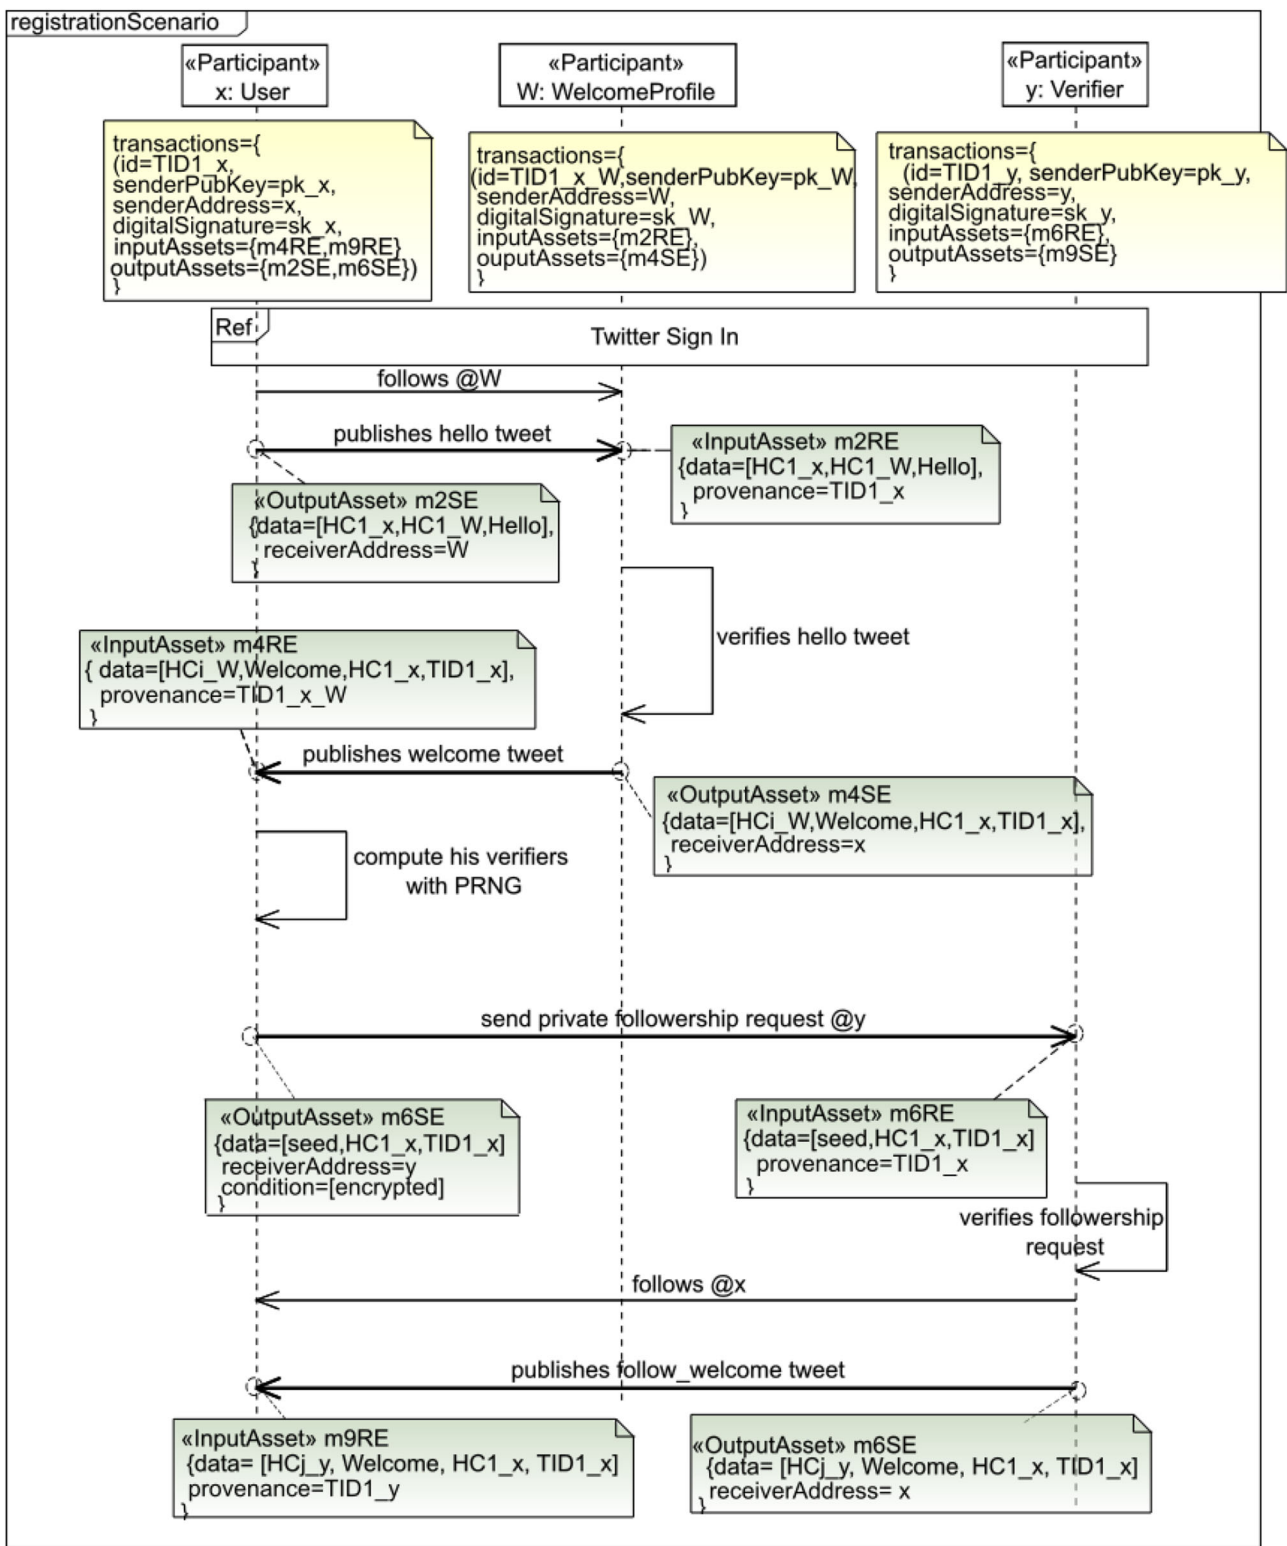 registrationScenario
«Participant»
x: User
«Participant»
W: WelcomeProfile
«Participant»
y: Verifier
transactions={
(id=TID1_x,
senderPubKey=pk_x,
senderAddress=x,
digitalSignature=sk_x,
inputAssets={m4RE,m9RE}
outputAssets={m2SE,m6SE})
}
transactions={
(id=TID1_x_W,senderPubKey=pk_W,
senderAddress=W,
digitalSignature=sk_W,
inputAssets={m2RE},
ouputAssets={m4SE})
}
transactions={
(id=TID1_y, senderPubKey=pk_y,
senderAddress=y,
digitalSignature=sk_y,
inputAssets={m6RE},
outputAssets={m9SE}
}
Ref
Twitter Sign In
follows @W
publishes hello tweet
«InputAsset» m2RE
{data=[HC1_x,HC1_W,Hello],
provenance=TID1_x
}
«OutputAsset» m2SE
{data=[HC1_x,HC1_W,Hello],
receiverAddress=W
}
verifies hello tweet
«InputAsset» m4RE
{ data=[HCi_W,Welcome,HC1_x,TID1_x],
provenance=TID1_x_W
}
publishes welcome tweet
«OutputAsset» m4SE
{data=[HCi_W,Welcome,HC1_x,TID1_x],
receiverAddress=x
}
compute his verifiers
with PRNG
send private followership request @y
«OutputAsset» m6SE
{data=[seed,HC1_x,TID1_x]
receiverAddress=y
condition=[encrypted]
}
«InputAsset» m6RE
{data=[seed,HC1_x,TID1_x]
provenance=TID1_x
}
verifies followership
request
follows @x
publishes follow_welcome tweet
«InputAsset» m9RE
{data= [HCj_y, Welcome, HC1_x, TID1_x]
provenance=TID1_y
}
«OutputAsset» m6SE
{data= [HCj_y, Welcome, HC1_x, TID1_x]
receiverAddress= x
}